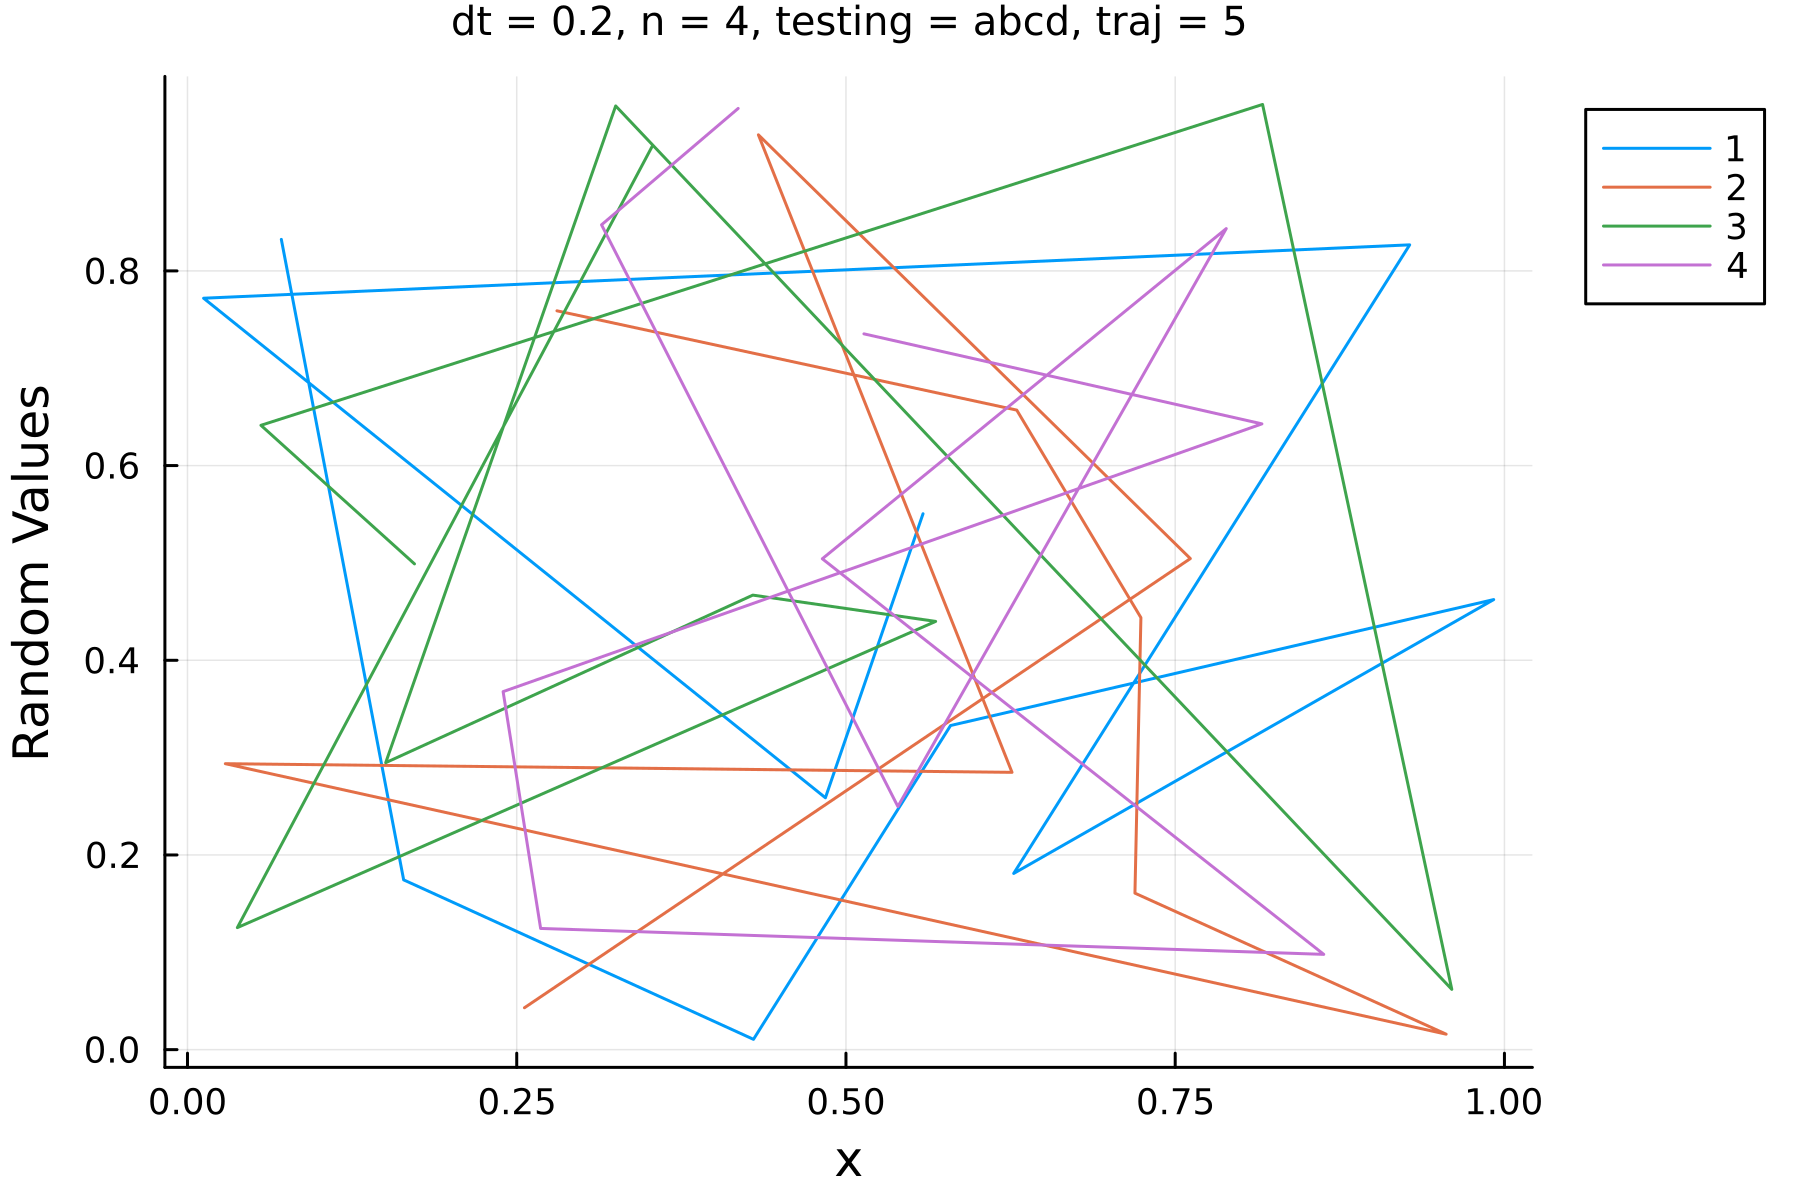 dt = 0.2, n = 4, testing = abcd, traj = 5
1
2
3
4
Random Values
0.8
0.6
0.4
0.2
0.0
0.00 0.25 0.50 0.75 1.00
x